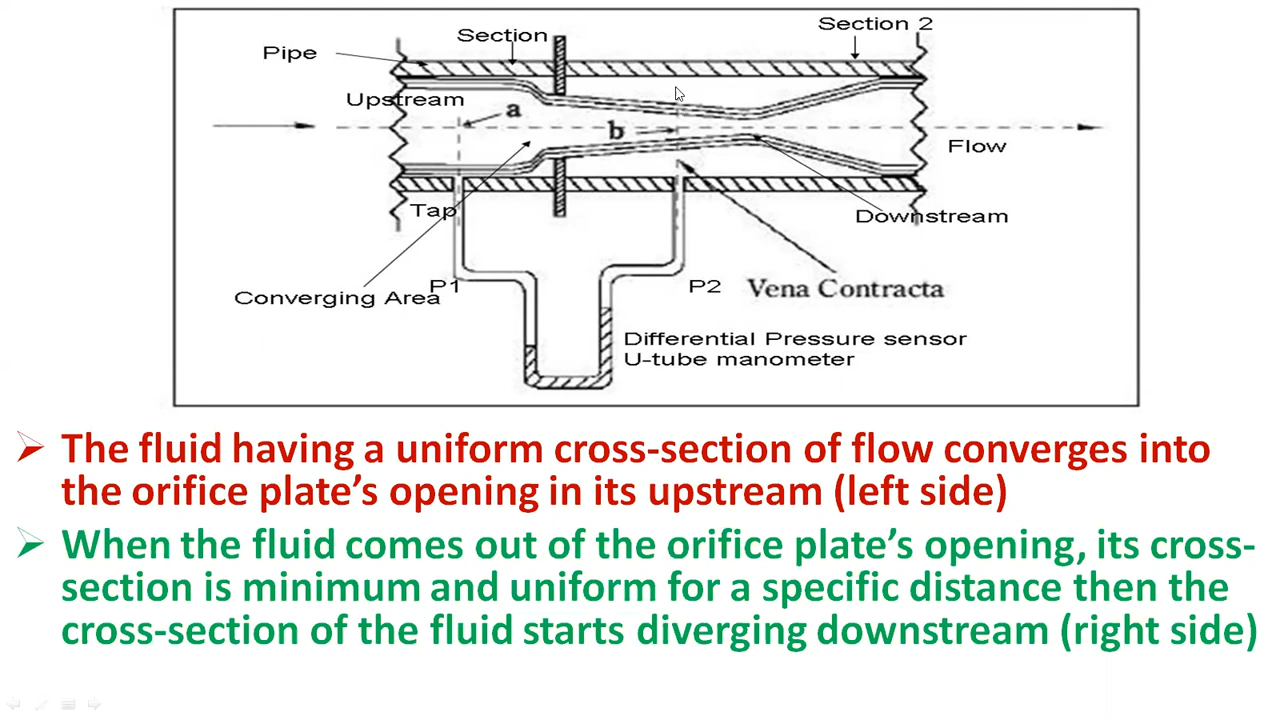 Section
Section 2
Pipe
Upstream
a
b
Flow
Tap
Downstream
Converging Area
P1
P2
Vena Contracta
Differential Pressure sensor
U-tube manometer
The fluid having a uniform cross-section of flow converges into
the orifice plate’s opening in its upstream (left side)
When the fluid comes out of the orifice plate’s opening, its cross-
section is minimum and uniform for a specific distance then the
cross-section of the fluid starts diverging downstream (right side)